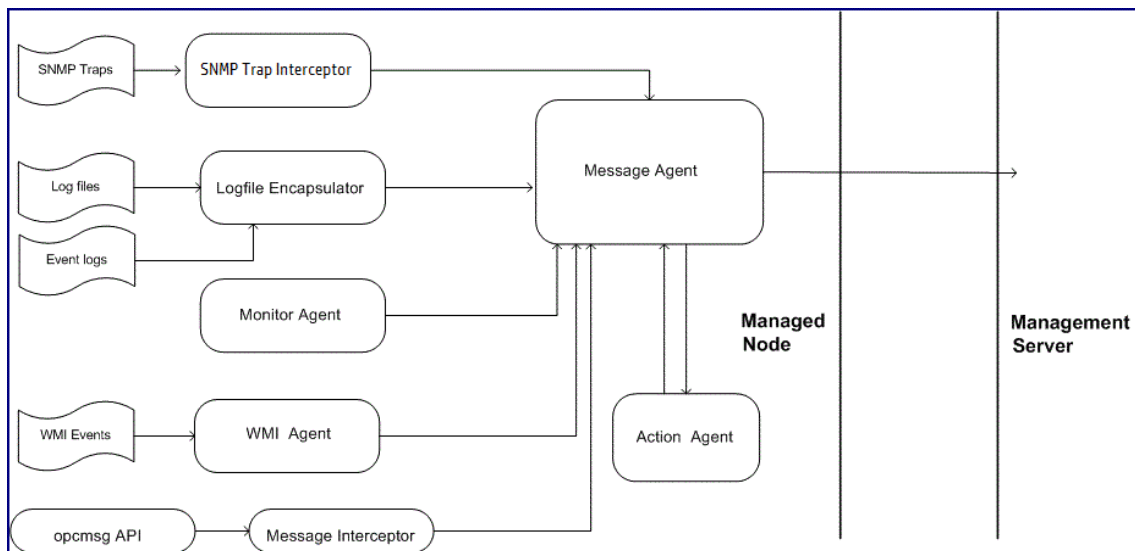 SNMP Traps
SNMP Trap Interceptor
Message Agent
Log files
Logfile Encapsulator
Event logs
Monitor Agent
Managed
Node
Management
Server
WMI Events
WMI Agent
Action Agent
opcmsg API
Message Interceptor